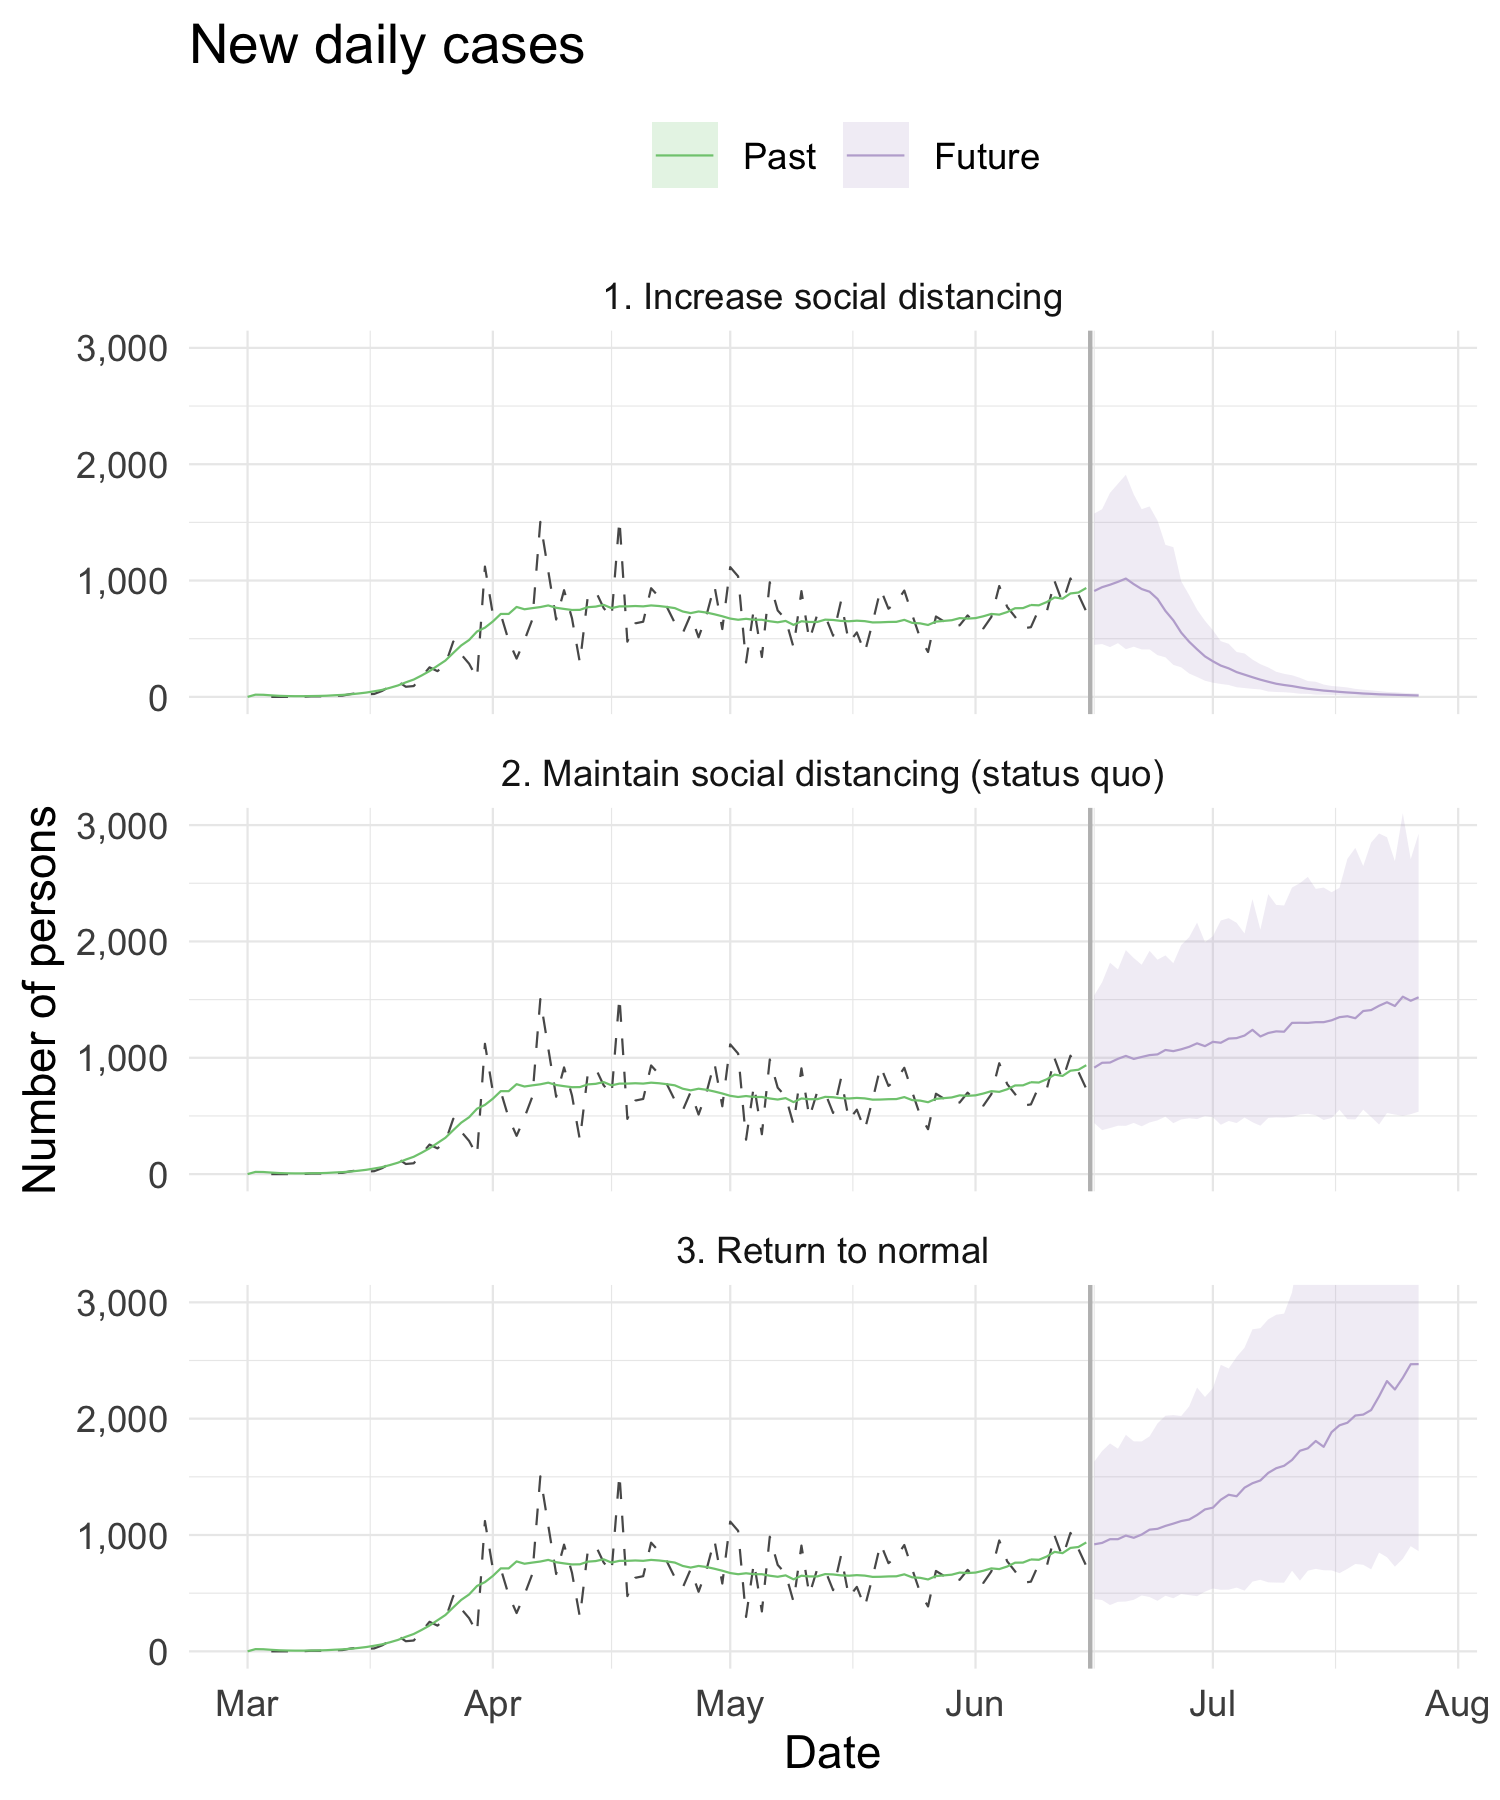 New daily cases
Past
Future
1. Increase social distancing
3,000
2,000
1,000
0
2. Maintain social distancing (status quo)
Number of persons
3,000
2,000
1,000
0
3. Return to normal
3,000
2,000
1,000
0
Mar Apr May Jun Jul Aug
Date